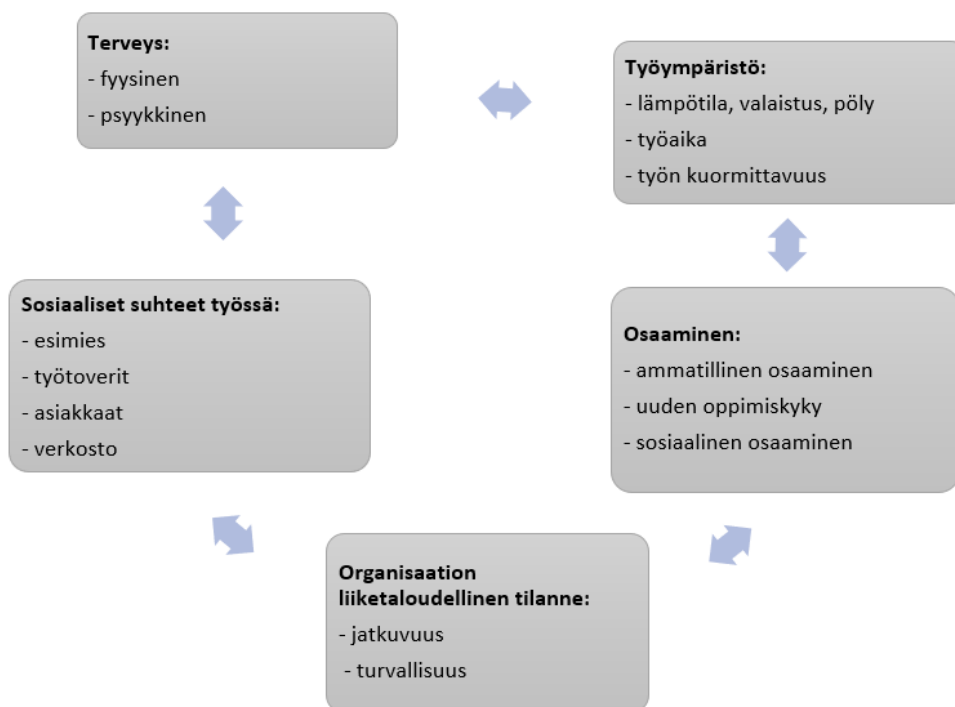 Terveys:
- fyysinen
- psyykkinen
Työympäristö:
- lämpötila, valaistus, pöly
- työaika
- työn kuormittavuus
Sosiaaliset suhteet työssä:
- esimies
- työtoverit
- asiakkaat
- verkosto
Osaaminen:
- ammatillinen osaaminen
- uuden oppimiskyky
- sosiaalinen osaaminen
Organisaation
liiketaloudellinen tilanne:
- jatkuvuus
- turvallisuus